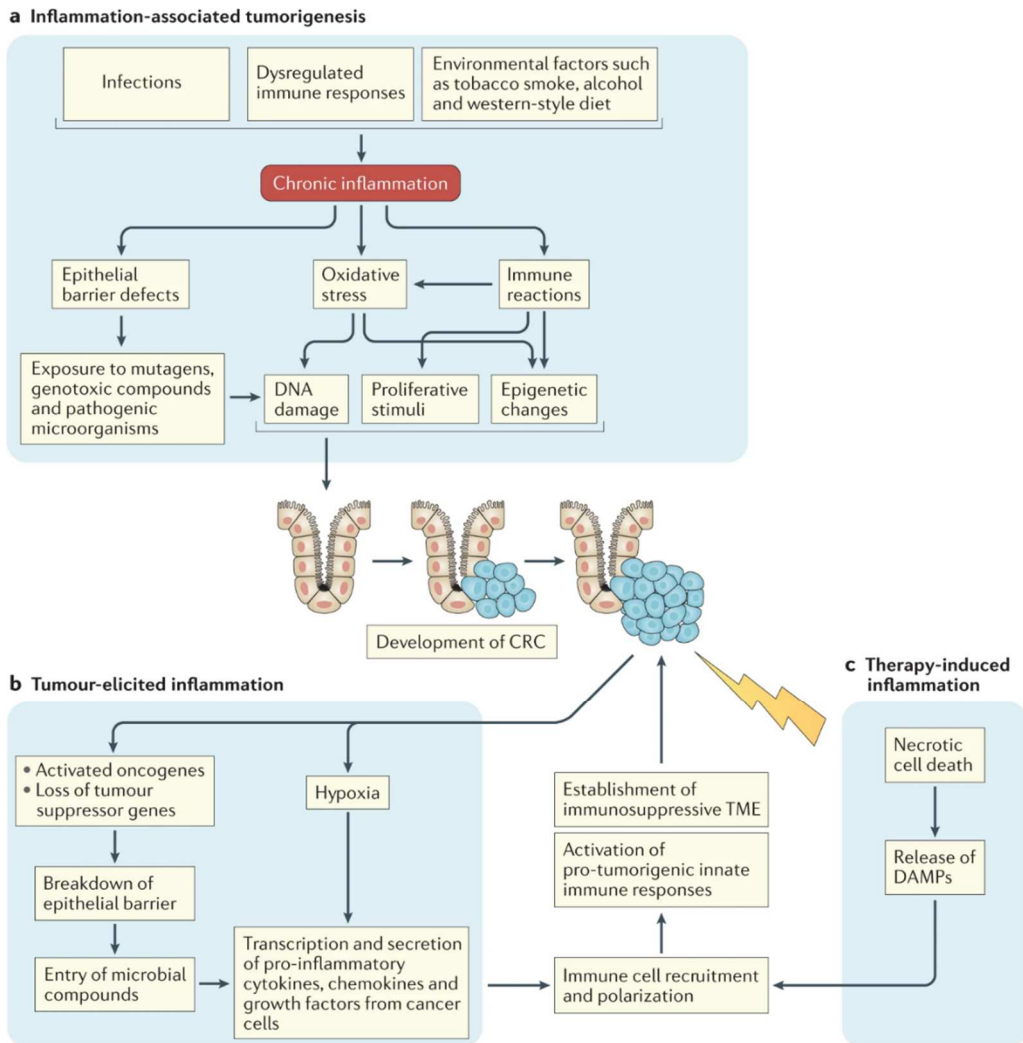 a Inflammation-associated tumorigenesis
Infections
Dysregulated
immune responses
Environmental factors such
as tobacco smoke, alcohol
and western-style diet
Chronic inflammation
Epithelial
barrier defects
Oxidative
stress
Immune
reactions
Exposure to mutagens,
genotoxic compounds
and pathogenic
microorganisms
DNA
damage
Proliferative
stimuli
Epigenetic
changes
Development of CRC
b Tumour-elicited inflammation
• Activated oncogenes
• Loss of tumour
suppressor genes
Hypoxia
Breakdown of
epithelial barrier
Entry of microbial
compounds
Transcription and secretion
of pro-inflammatory
cytokines, chemokines and
growth factors from cancer
cells
Establishment of
immunosuppressive TME
Activation of
pro-tumorigenic innate
immune responses
Immune cell recruitment
and polarization
c Therapy-induced
inflammation
Necrotic
cell death
Release of
DAMPs